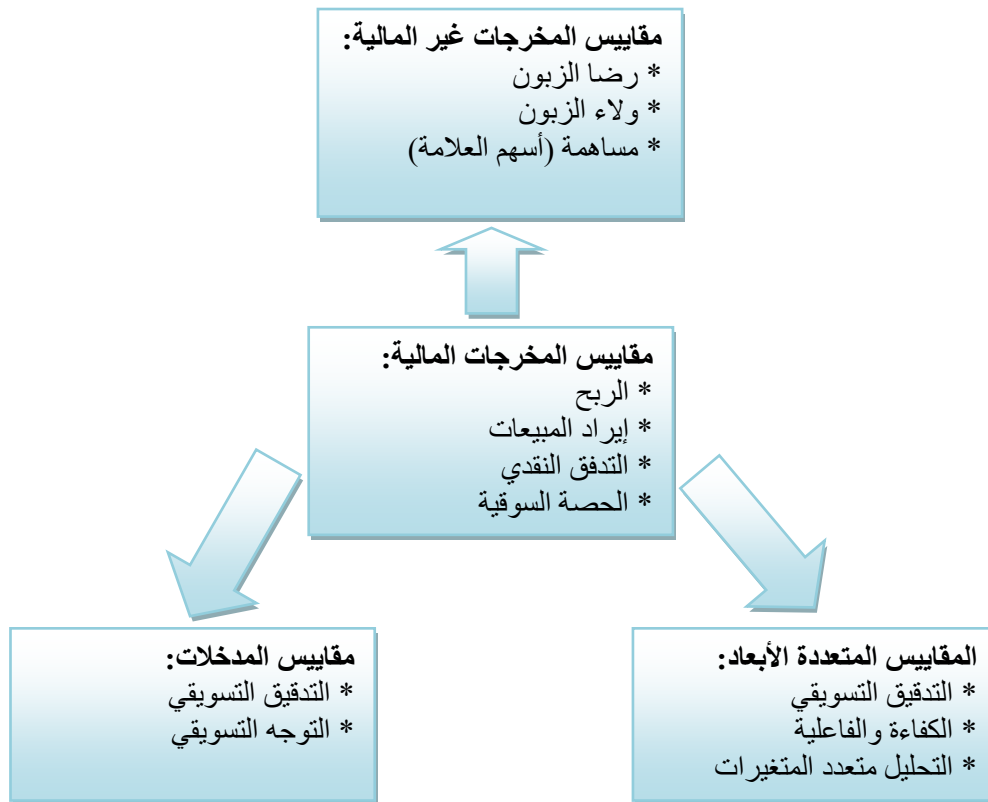 مقاييس المخرجات غير المالية:
* رضا الزبون
* ولاء الزبون
* مساهمة (أسهم العلامة)
مقاييس المخرجات المالية:
* الربح
* إيراد المبيعات
* التدفق النقدي
* الحصة السوقية
المقاييس المتعددة الأبعاد:
* التدقيق التسويقي
* الكفاءة والفاعلية
* التحليل متعدد المتغيرات
مقاييس المدخلات:
* التدقيق التسويقي
* التوجه التسويقي